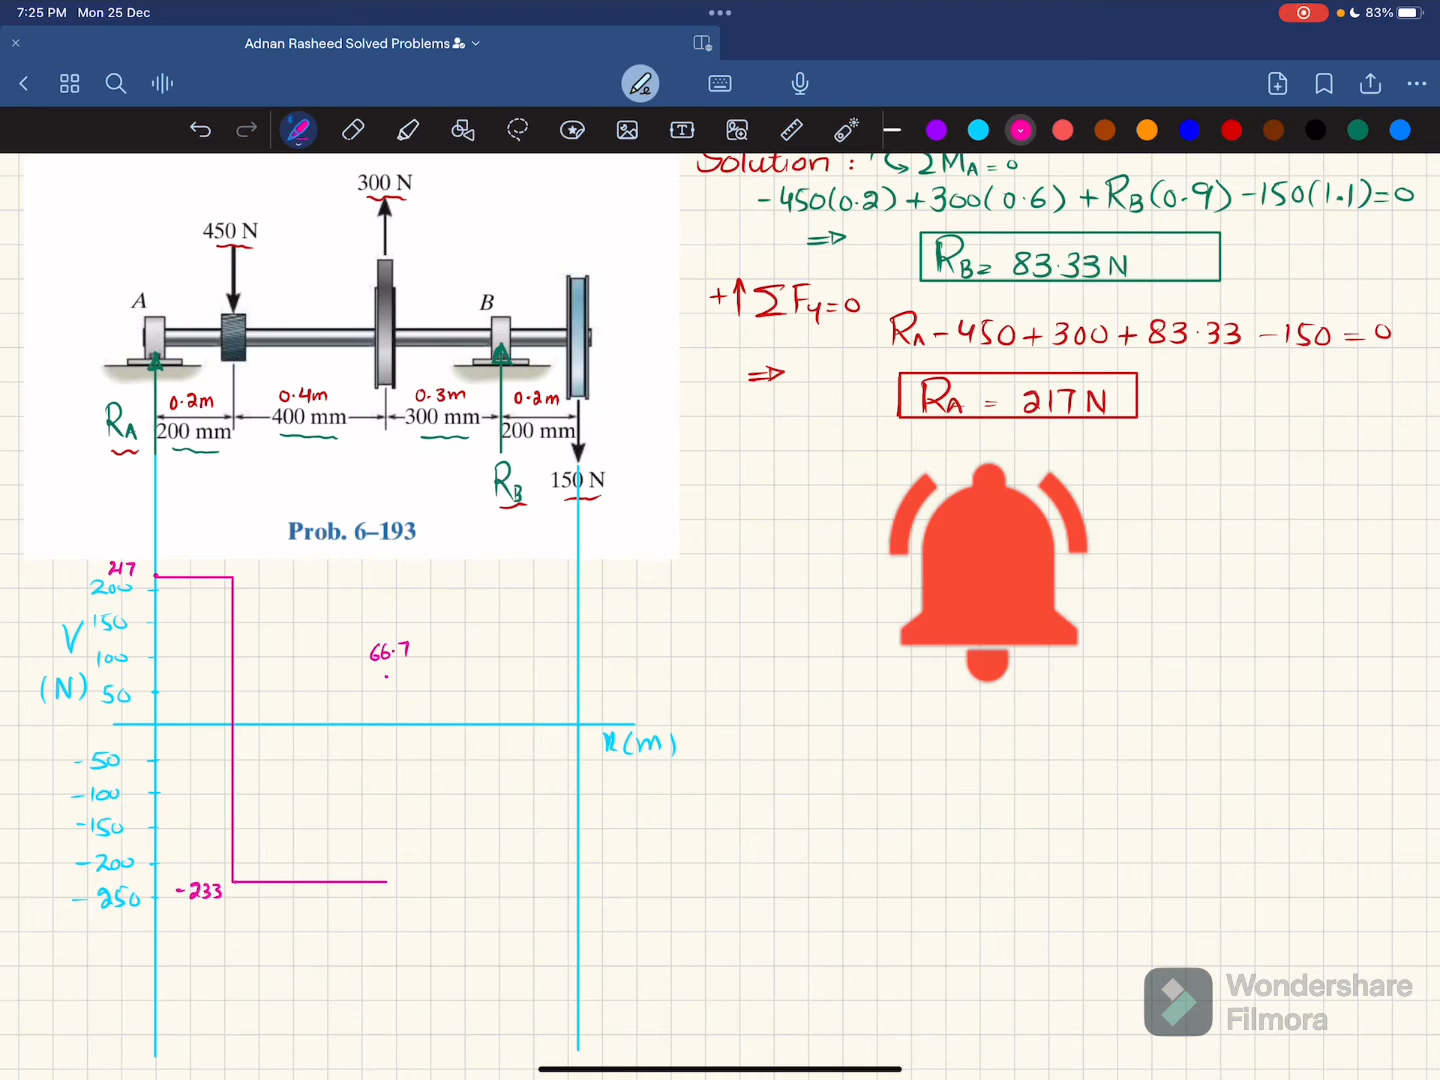 7:25 PM Mon 25 Dec
83%
Adnan Rasheed Solved Problems
Solution : ΣMA = 0
-450(0.2) + 300(0.6) + RB(0.9) - 150(1.1) = 0
⇒
RB = 83.33 N
+↑ ΣFy = 0
RA - 450 + 300 + 83.33 - 150 = 0
⇒
RA = 217 N
300 N
450 N
A
B
0.2m
0.4m
0.3m
0.2m
200 mm
400 mm
300 mm
200 mm
RA
RB
150 N
Prob. 6–193
217
200
150
100
50
V
(N)
66.7
x(m)
-50
-100
-150
-200
-250
-233
Wondershare
Filmora